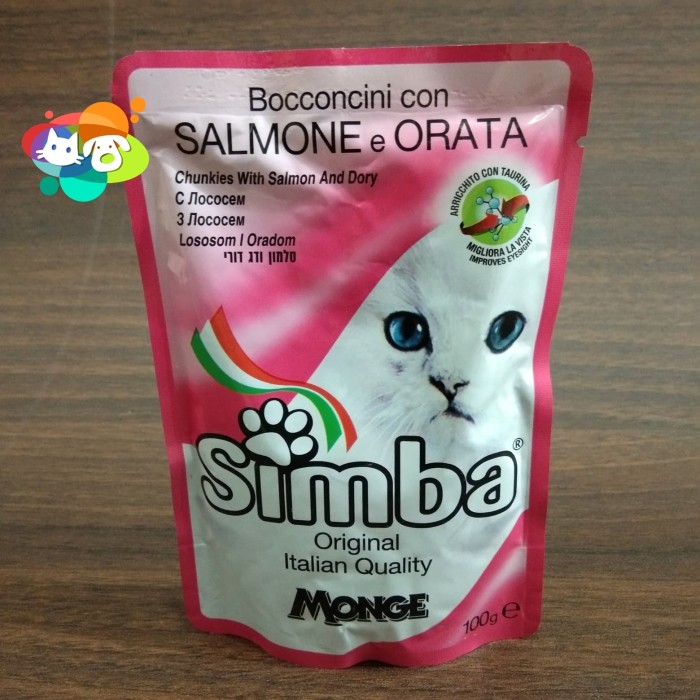 Bocconcini con
SALMONE e ORATA
Chunkies With Salmon And Dory
С Лососем
З Лососем
Lososom I Oradom
סלמון ודג דורי
ARRICCHITO CON TAURINA
MIGLIORA LA VISTA
IMPROVES EYESIGHT
Simba®
Original
Italian Quality
MONGE
100g e